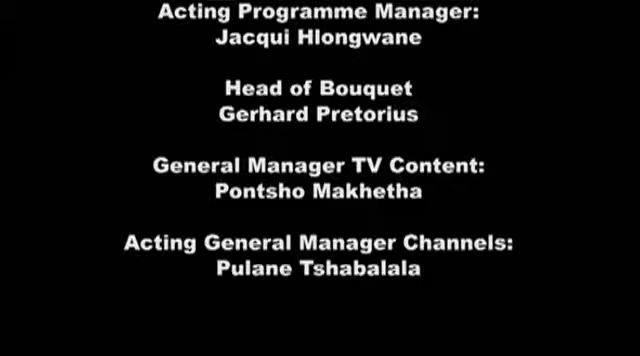 Acting Programme Manager:
Jacqui Hlongwane
Head of Bouquet
Gerhard Pretorius
General Manager TV Content:
Pontsho Makhetha
Acting General Manager Channels:
Pulane Tshabalala